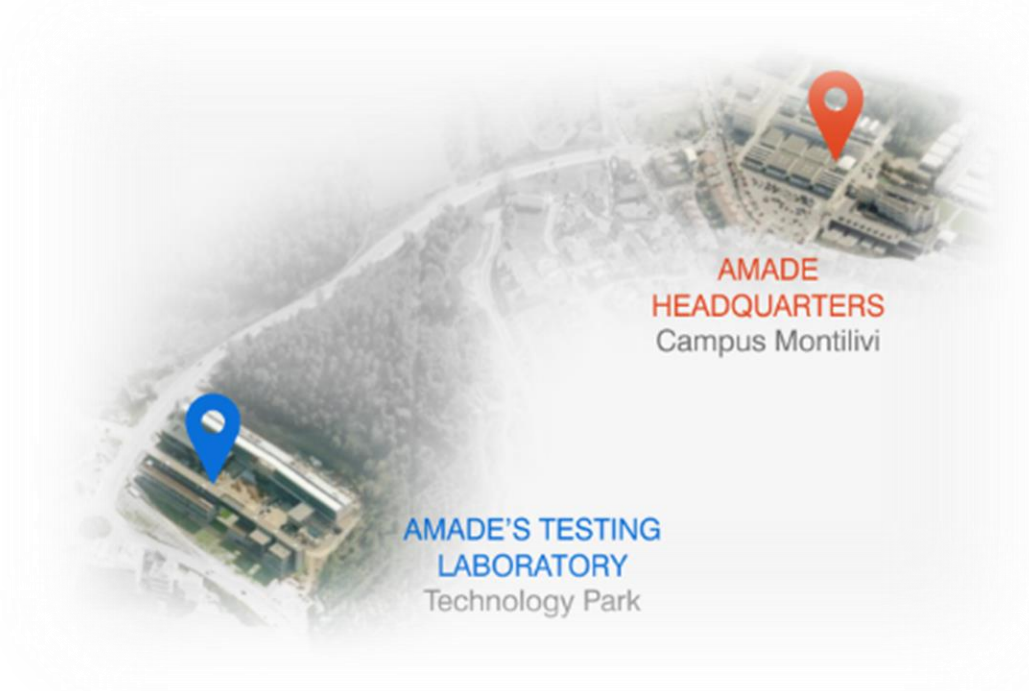 AMADE
HEADQUARTERS
Campus Montilivi
AMADE'S TESTING
LABORATORY
Technology Park